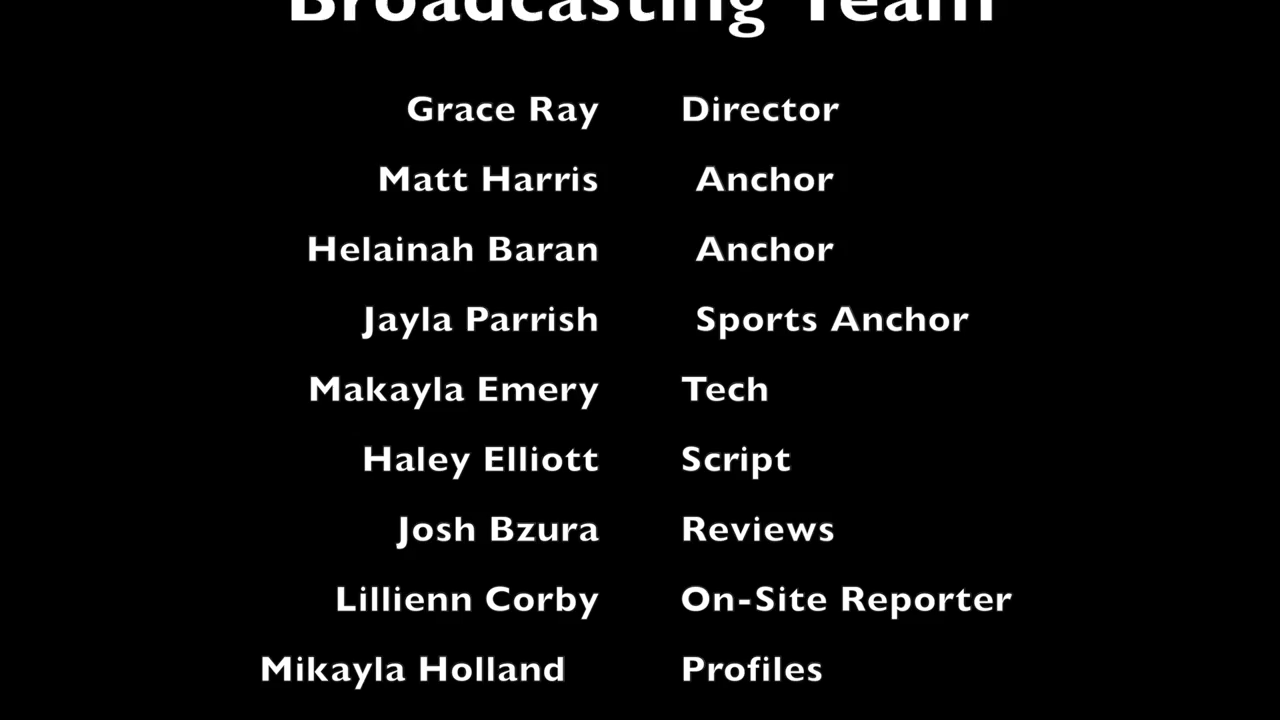 Broadcasting Team
Grace Ray Director
Matt Harris Anchor
Helainah Baran Anchor
Jayla Parrish Sports Anchor
Makayla Emery Tech
Haley Elliott Script
Josh Bzura Reviews
Lillienn Corby On-Site Reporter
Mikayla Holland Profiles